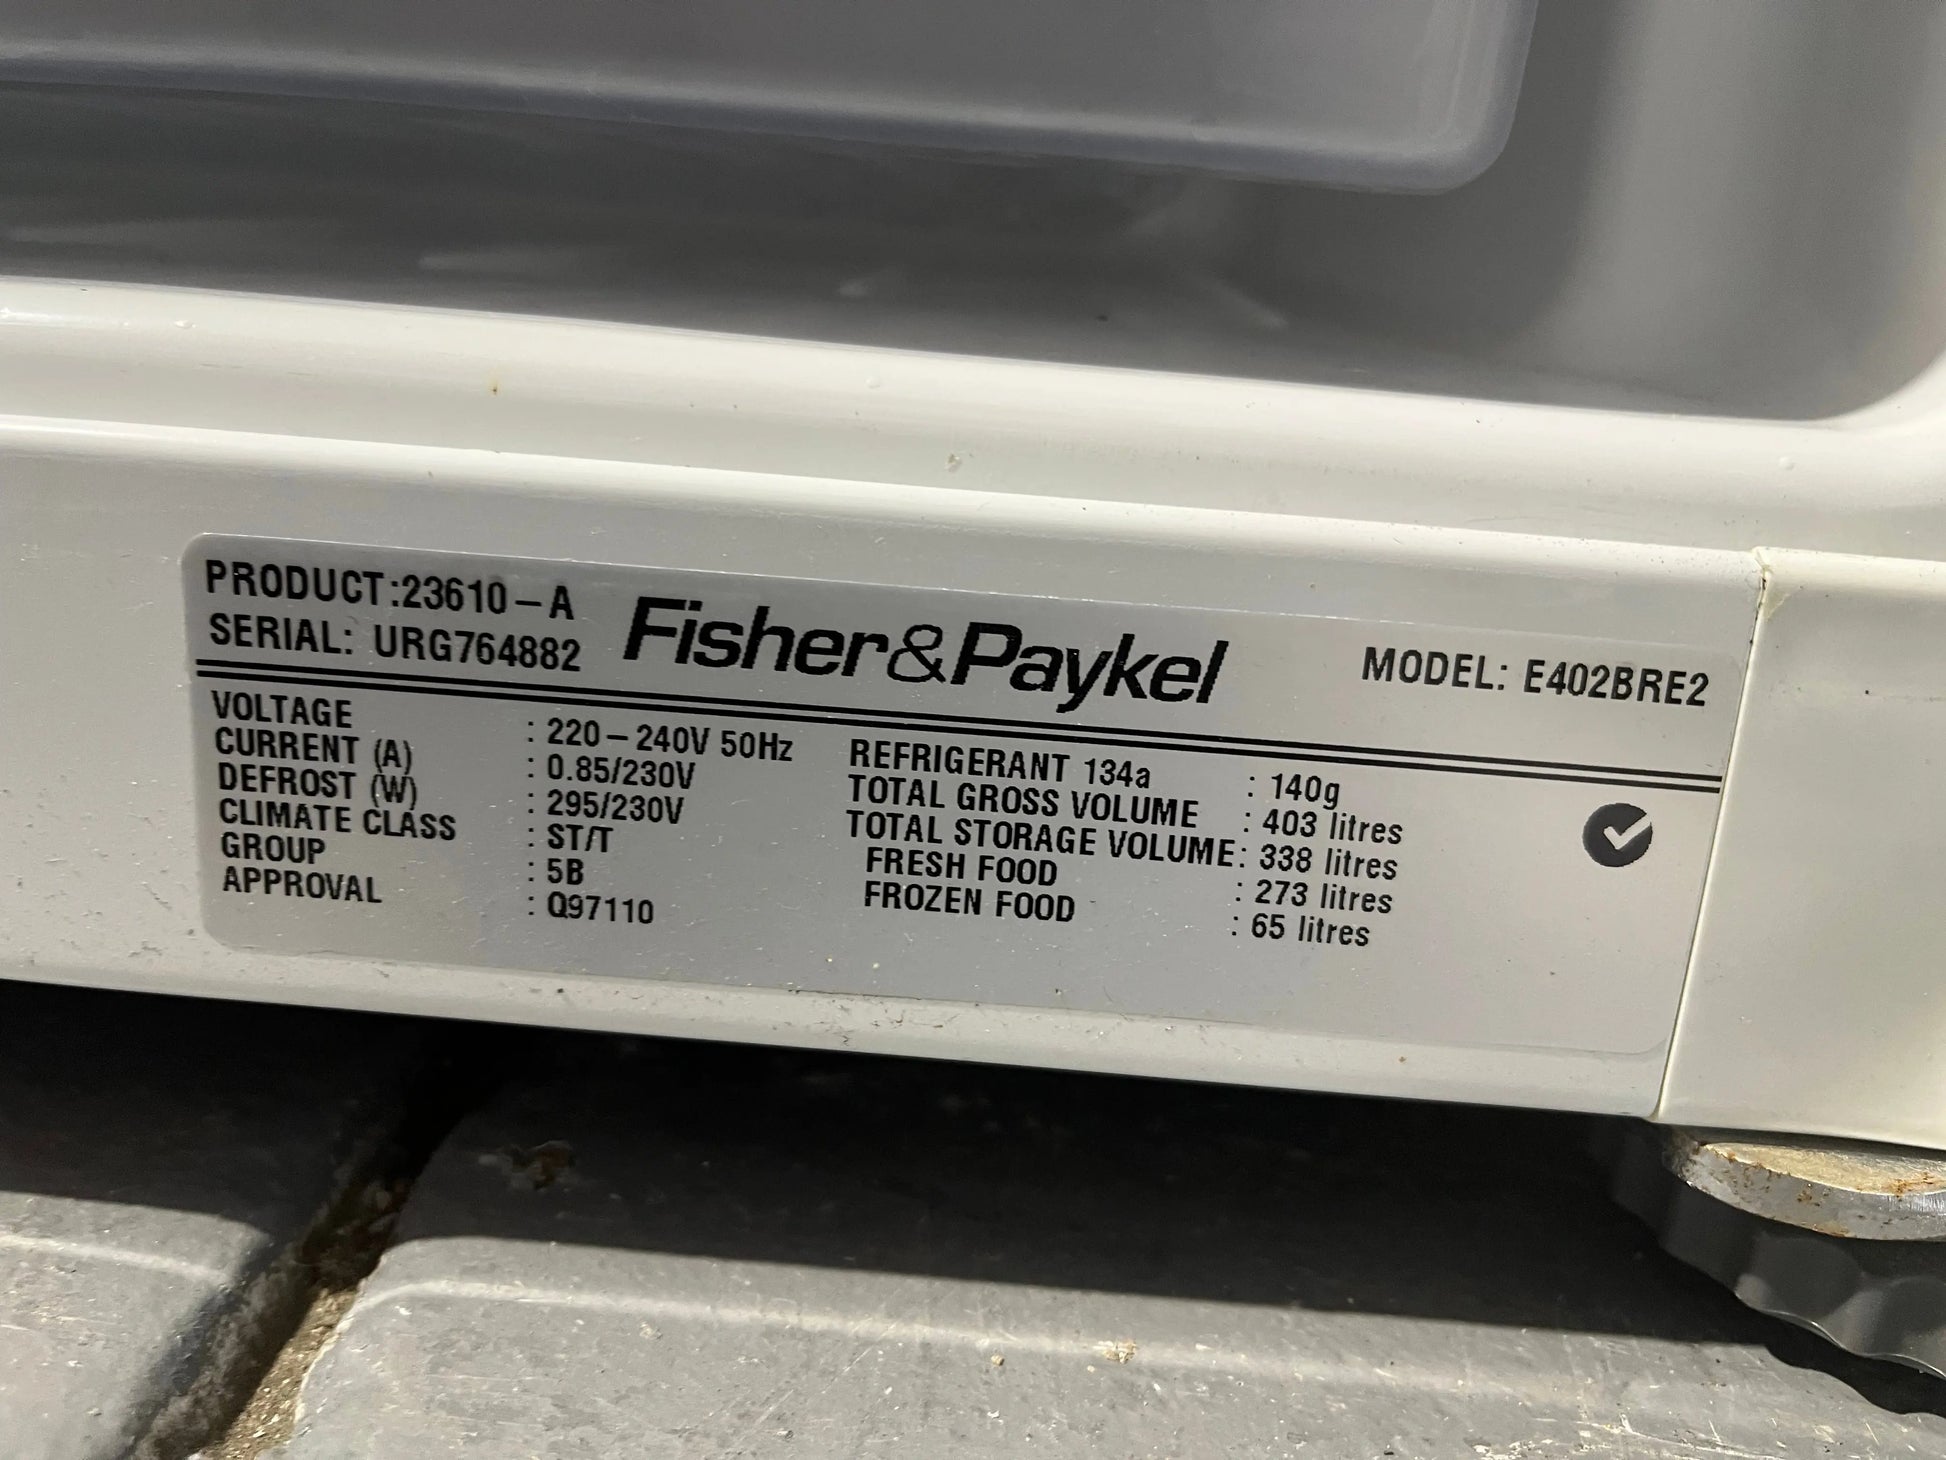 PRODUCT:23610-A
SERIAL: URG764882
Fisher&Paykel
MODEL: E402BRE2
VOLTAGE : 220-240V 50Hz
CURRENT (A) : 0.85/230V
DEFROST (W) : 295/230V
CLIMATE CLASS : ST/T
GROUP : 5B
APPROVAL : Q97110
REFRIGERANT 134a : 140g
TOTAL GROSS VOLUME : 403 litres
TOTAL STORAGE VOLUME: 338 litres
FRESH FOOD : 273 litres
FROZEN FOOD : 65 litres